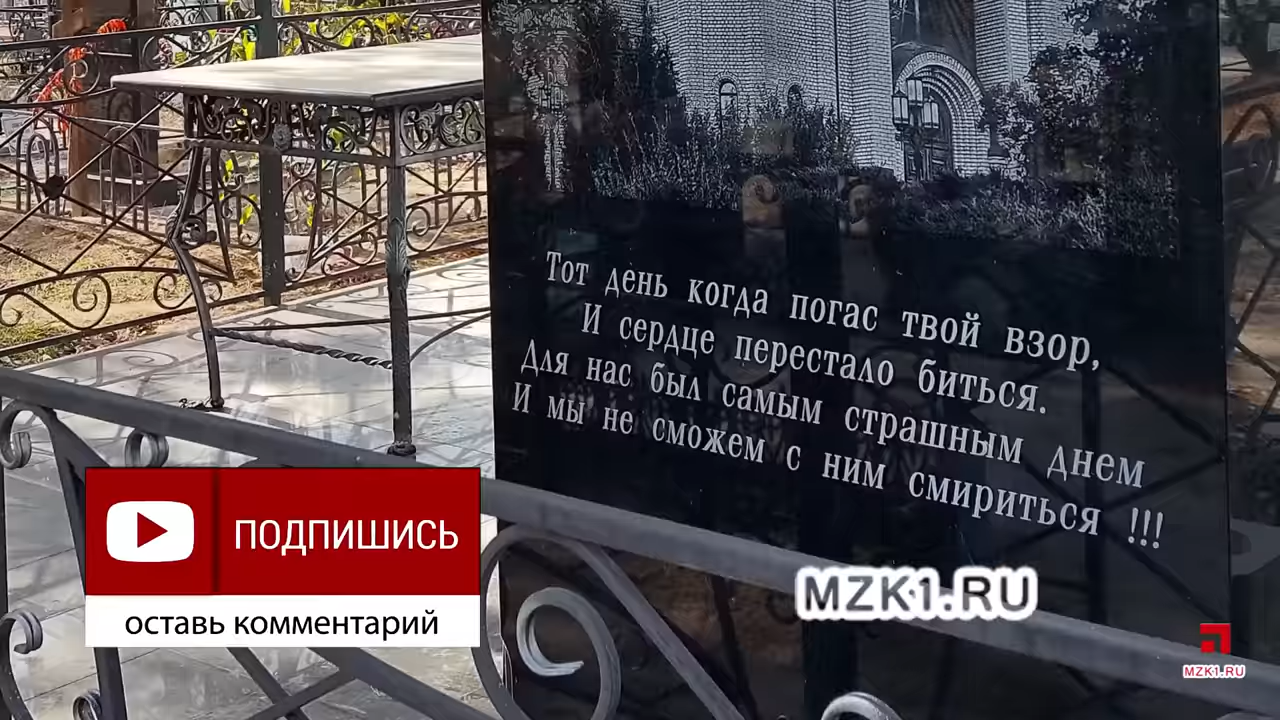 Тот день когда погас твой взор,
И сердце перестало биться.
Для нас был самым страшным днем
И мы не сможем с ним смириться !!!
ПОДПИШИСЬ
оставь комментарий
MZK1.RU
MZK1.RU